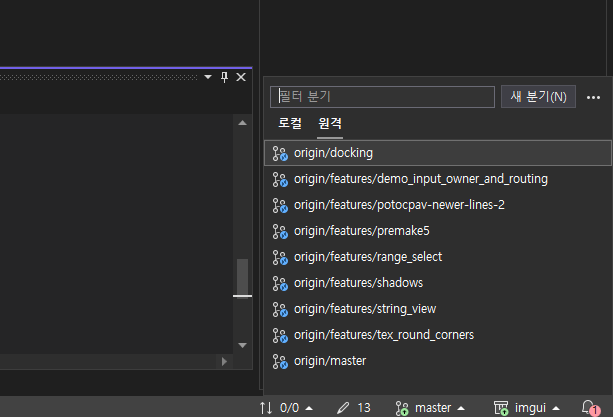 필터 분기
새 분기(N)
로컬 원격
origin/docking
origin/features/demo_input_owner_and_routing
origin/features/potocpav-newer-lines-2
origin/features/premake5
origin/features/range_select
origin/features/shadows
origin/features/string_view
origin/features/tex_round_corners
origin/master
0/0 13 master imgui 1